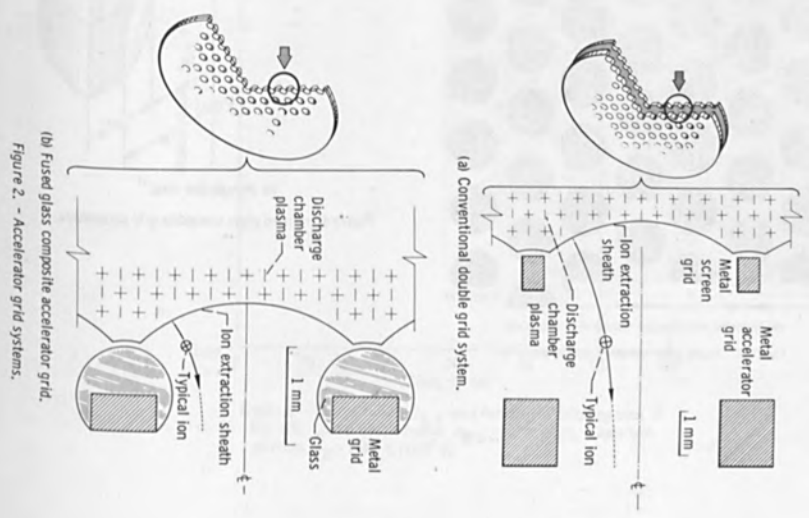 Metal
accelerator
grid
1 mm
Metal
screen
grid
Ion extraction
sheath
Discharge
chamber
plasma
Typical ion
℄
(a) Conventional double grid system.
Discharge
chamber
plasma
Ion extraction sheath
Typical ion
1 mm
Glass
Metal
grid
℄
(b) Fused glass composite accelerator grid.
Figure 2. - Accelerator grid systems.